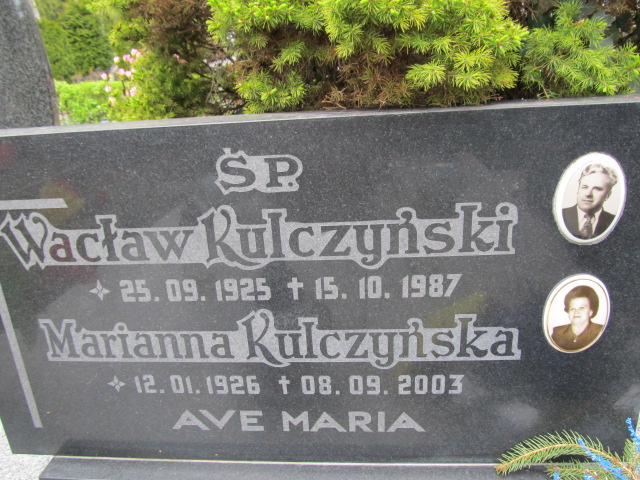 Ś.P.
Wacław Kulczyński
✧ 25. 09. 1925 † 15. 10. 1987
Marianna Kulczyńska
✧ 12. 01. 1926 † 08. 09. 2003
AVE MARIA